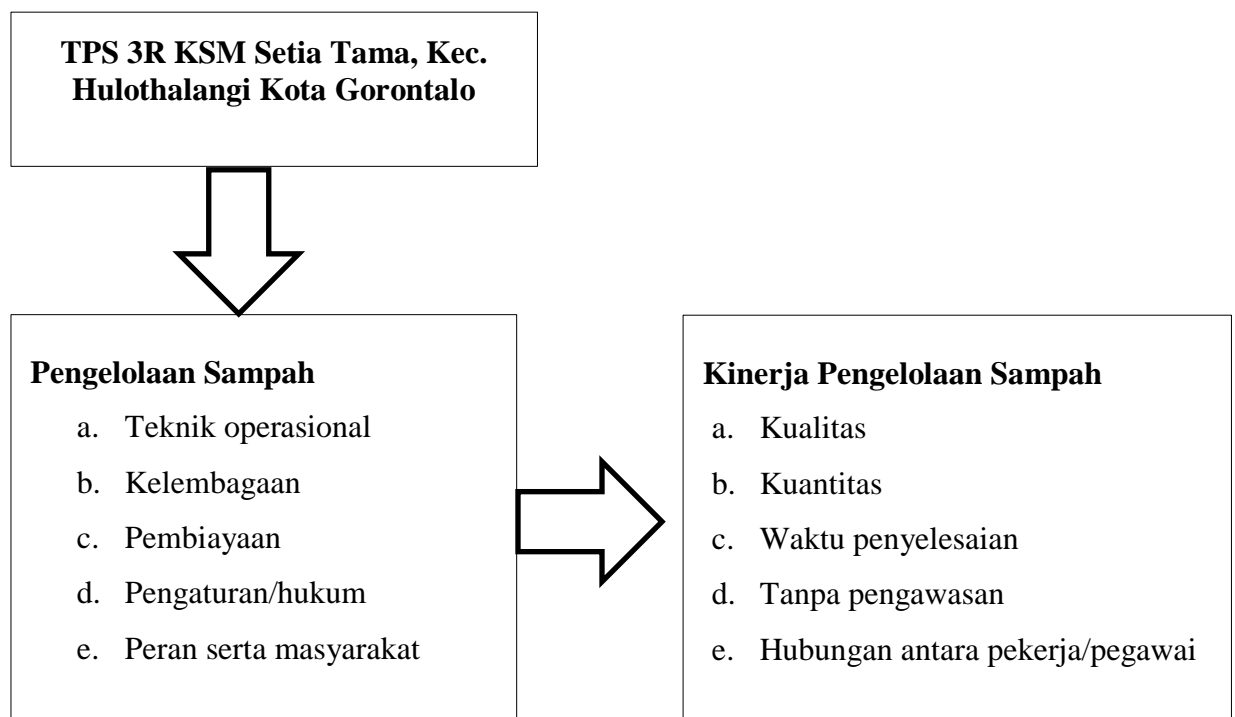 TPS 3R KSM Setia Tama, Kec.
Hulothalangi Kota Gorontalo
Pengelolaan Sampah
a. Teknik operasional
b. Kelembagaan
c. Pembiayaan
d. Pengaturan/hukum
e. Peran serta masyarakat
Kinerja Pengelolaan Sampah
a. Kualitas
b. Kuantitas
c. Waktu penyelesaian
d. Tanpa pengawasan
e. Hubungan antara pekerja/pegawai